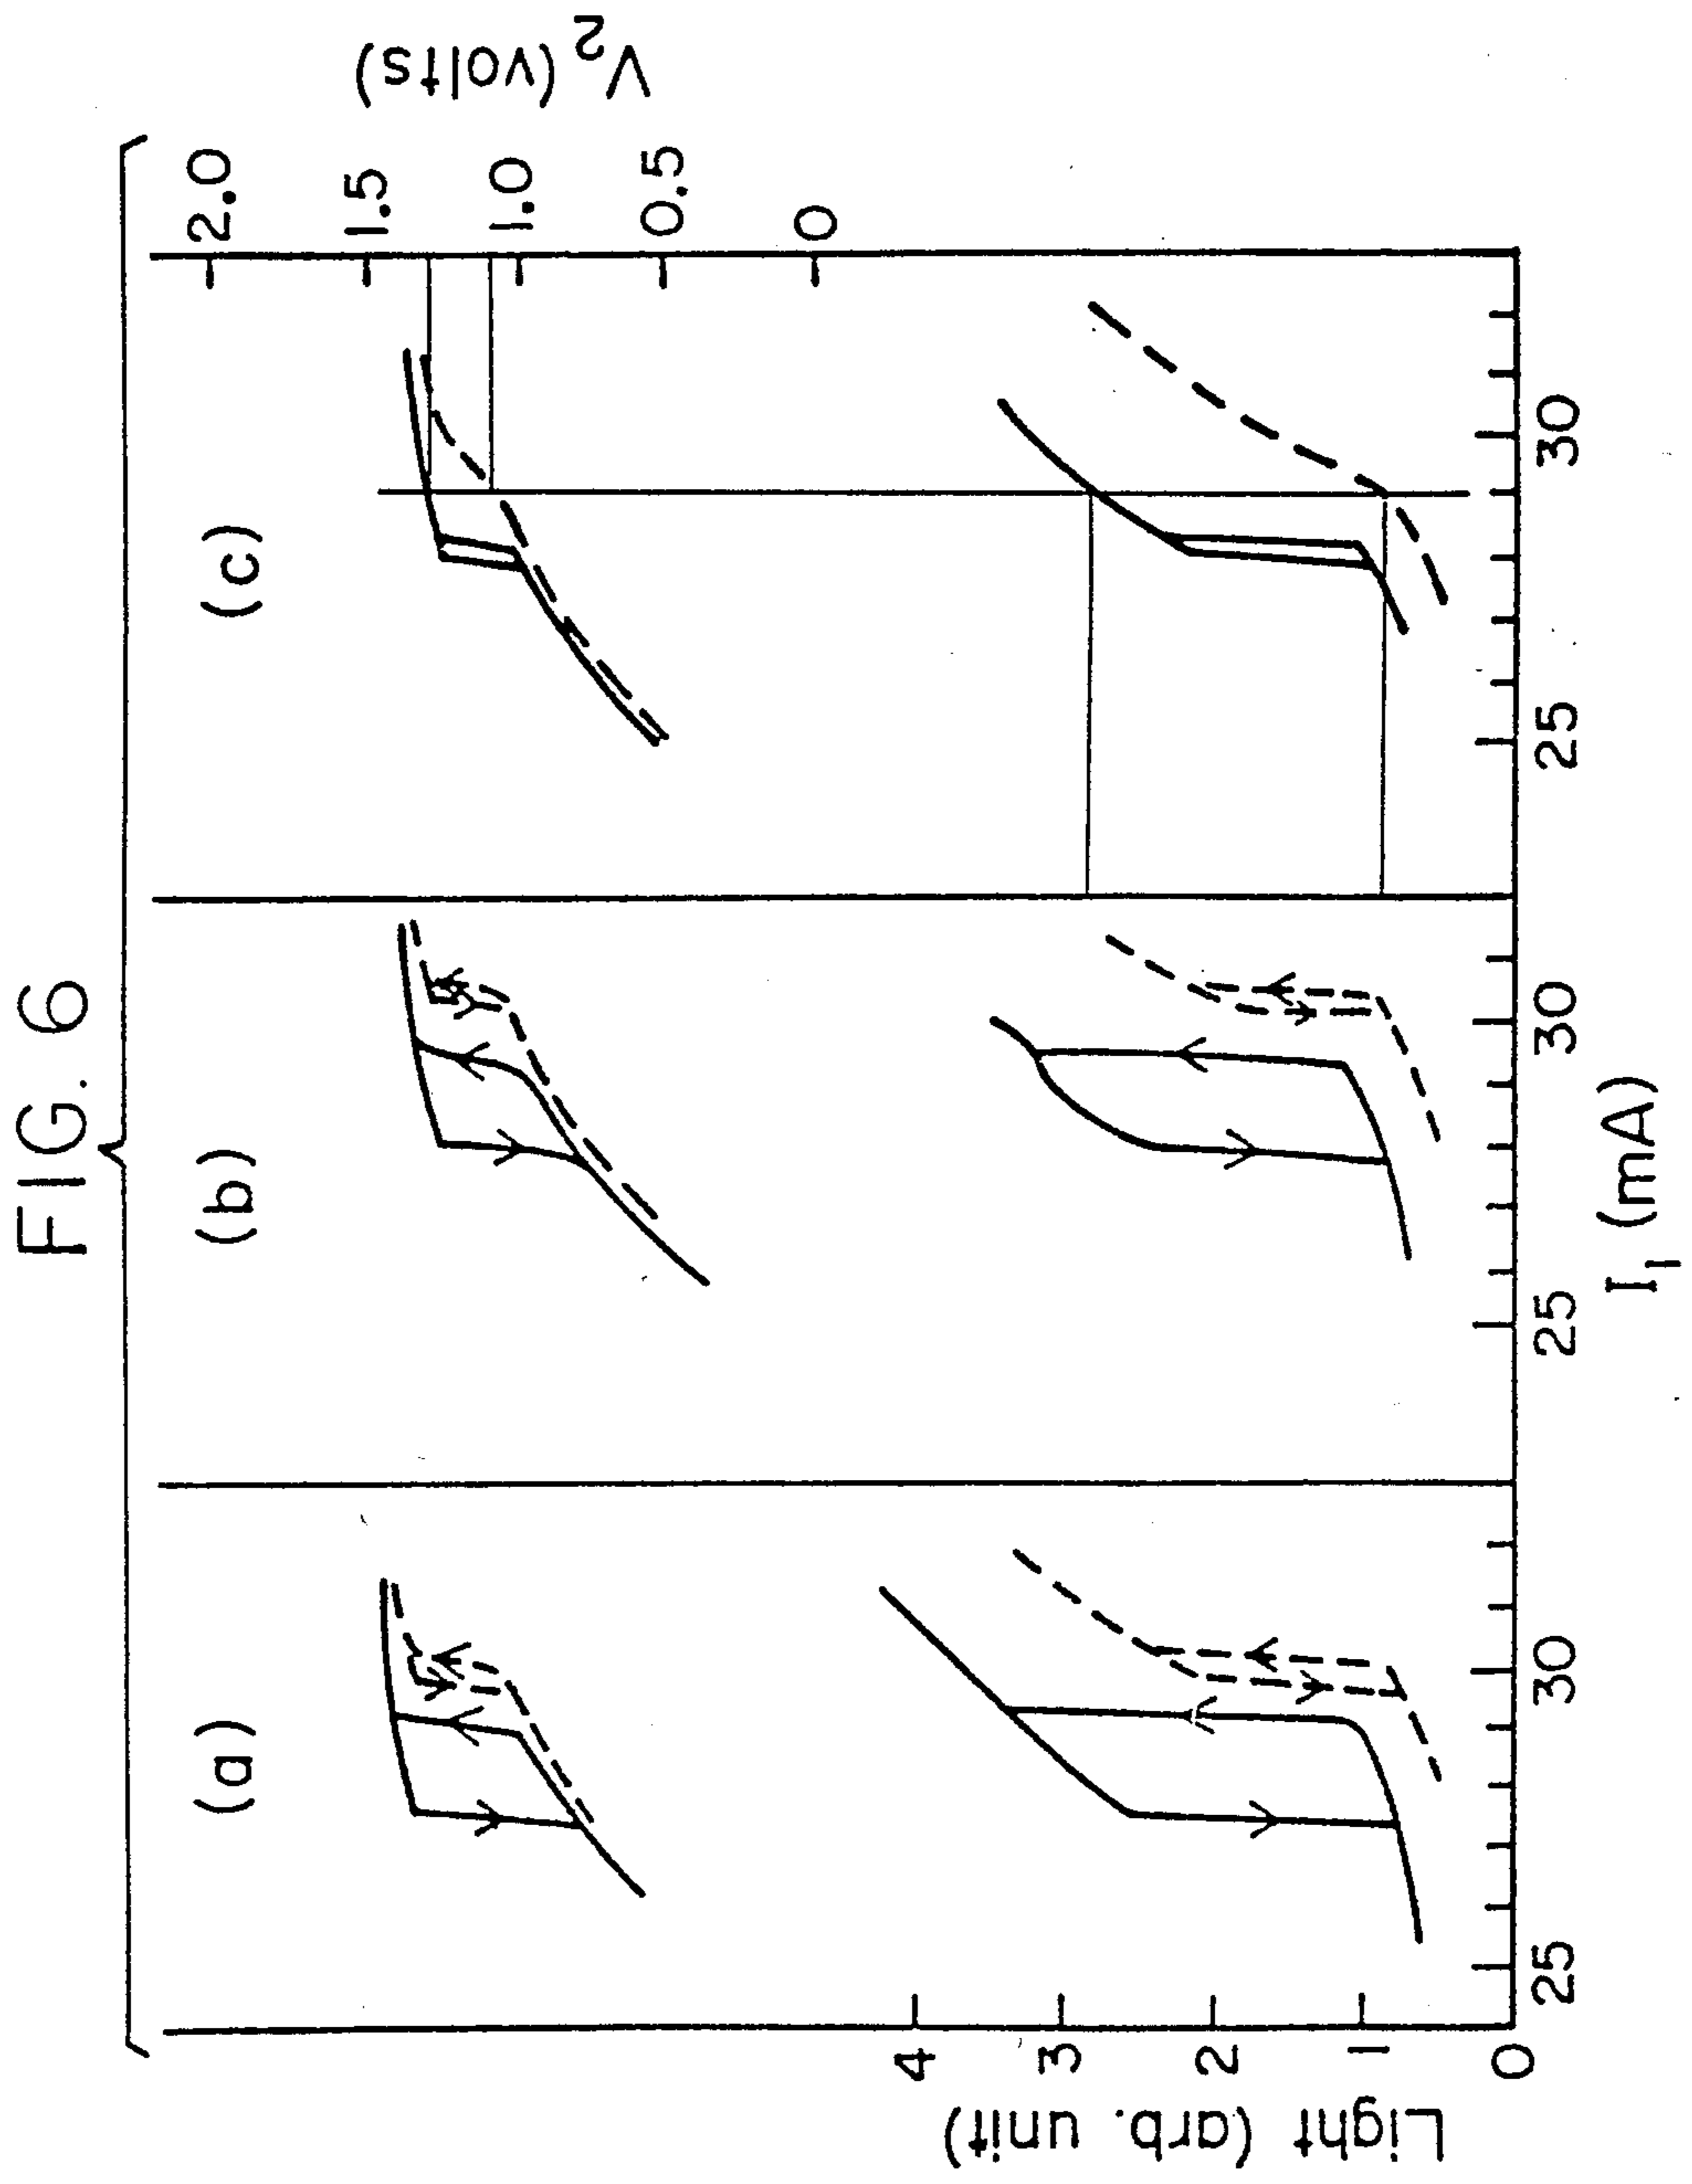 FIG. 6
(a)
(b)
(c)
2.0
1.5
1.0
0.5
0
V₂ (volts)
4
3
2
1
0
Light (arb. unit)
25
30
25
30
25
30
I₁ (mA)